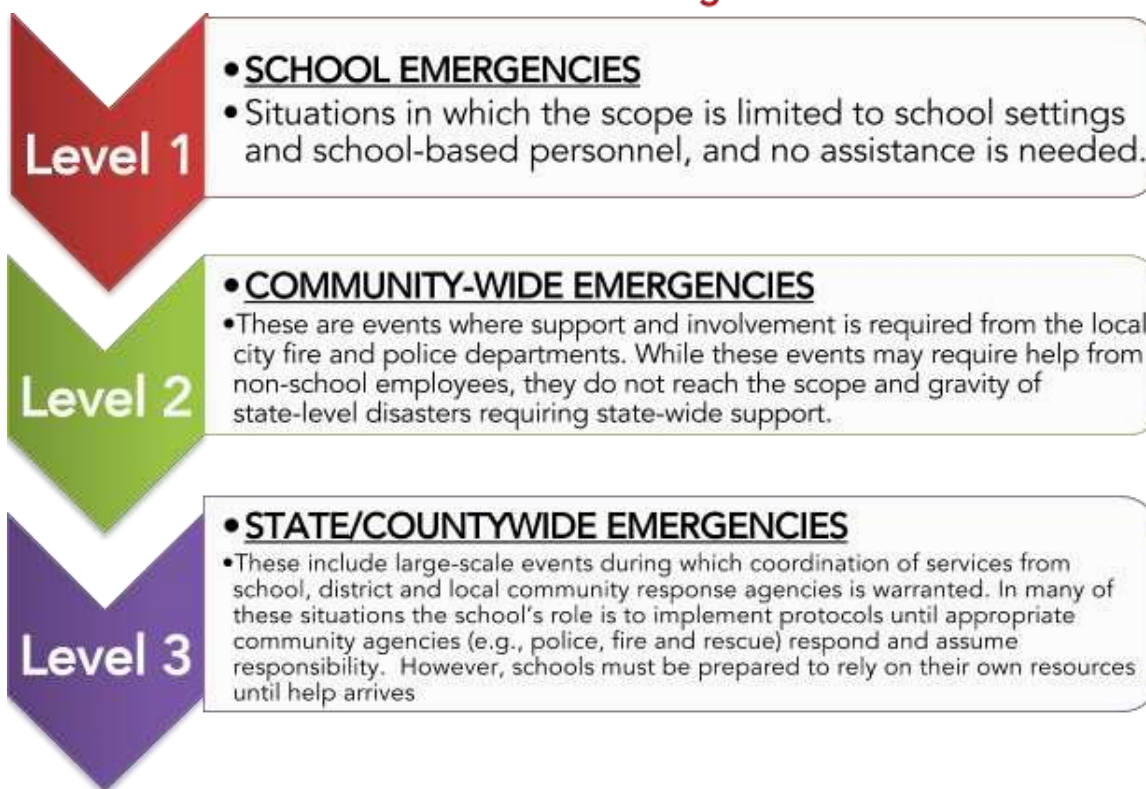 Level 1
•SCHOOL EMERGENCIES
•Situations in which the scope is limited to school settings
and school-based personnel, and no assistance is needed.
Level 2
•COMMUNITY-WIDE EMERGENCIES
•These are events where support and involvement is required from the local
city fire and police departments. While these events may require help from
non-school employees, they do not reach the scope and gravity of
state-level disasters requiring state-wide support.
Level 3
•STATE/COUNTYWIDE EMERGENCIES
•These include large-scale events during which coordination of services from
school, district and local community response agencies is warranted. In many of
these situations the school's role is to implement protocols until appropriate
community agencies (e.g., police, fire and rescue) respond and assume
responsibility.  However, schools must be prepared to rely on their own resources
until help arrives